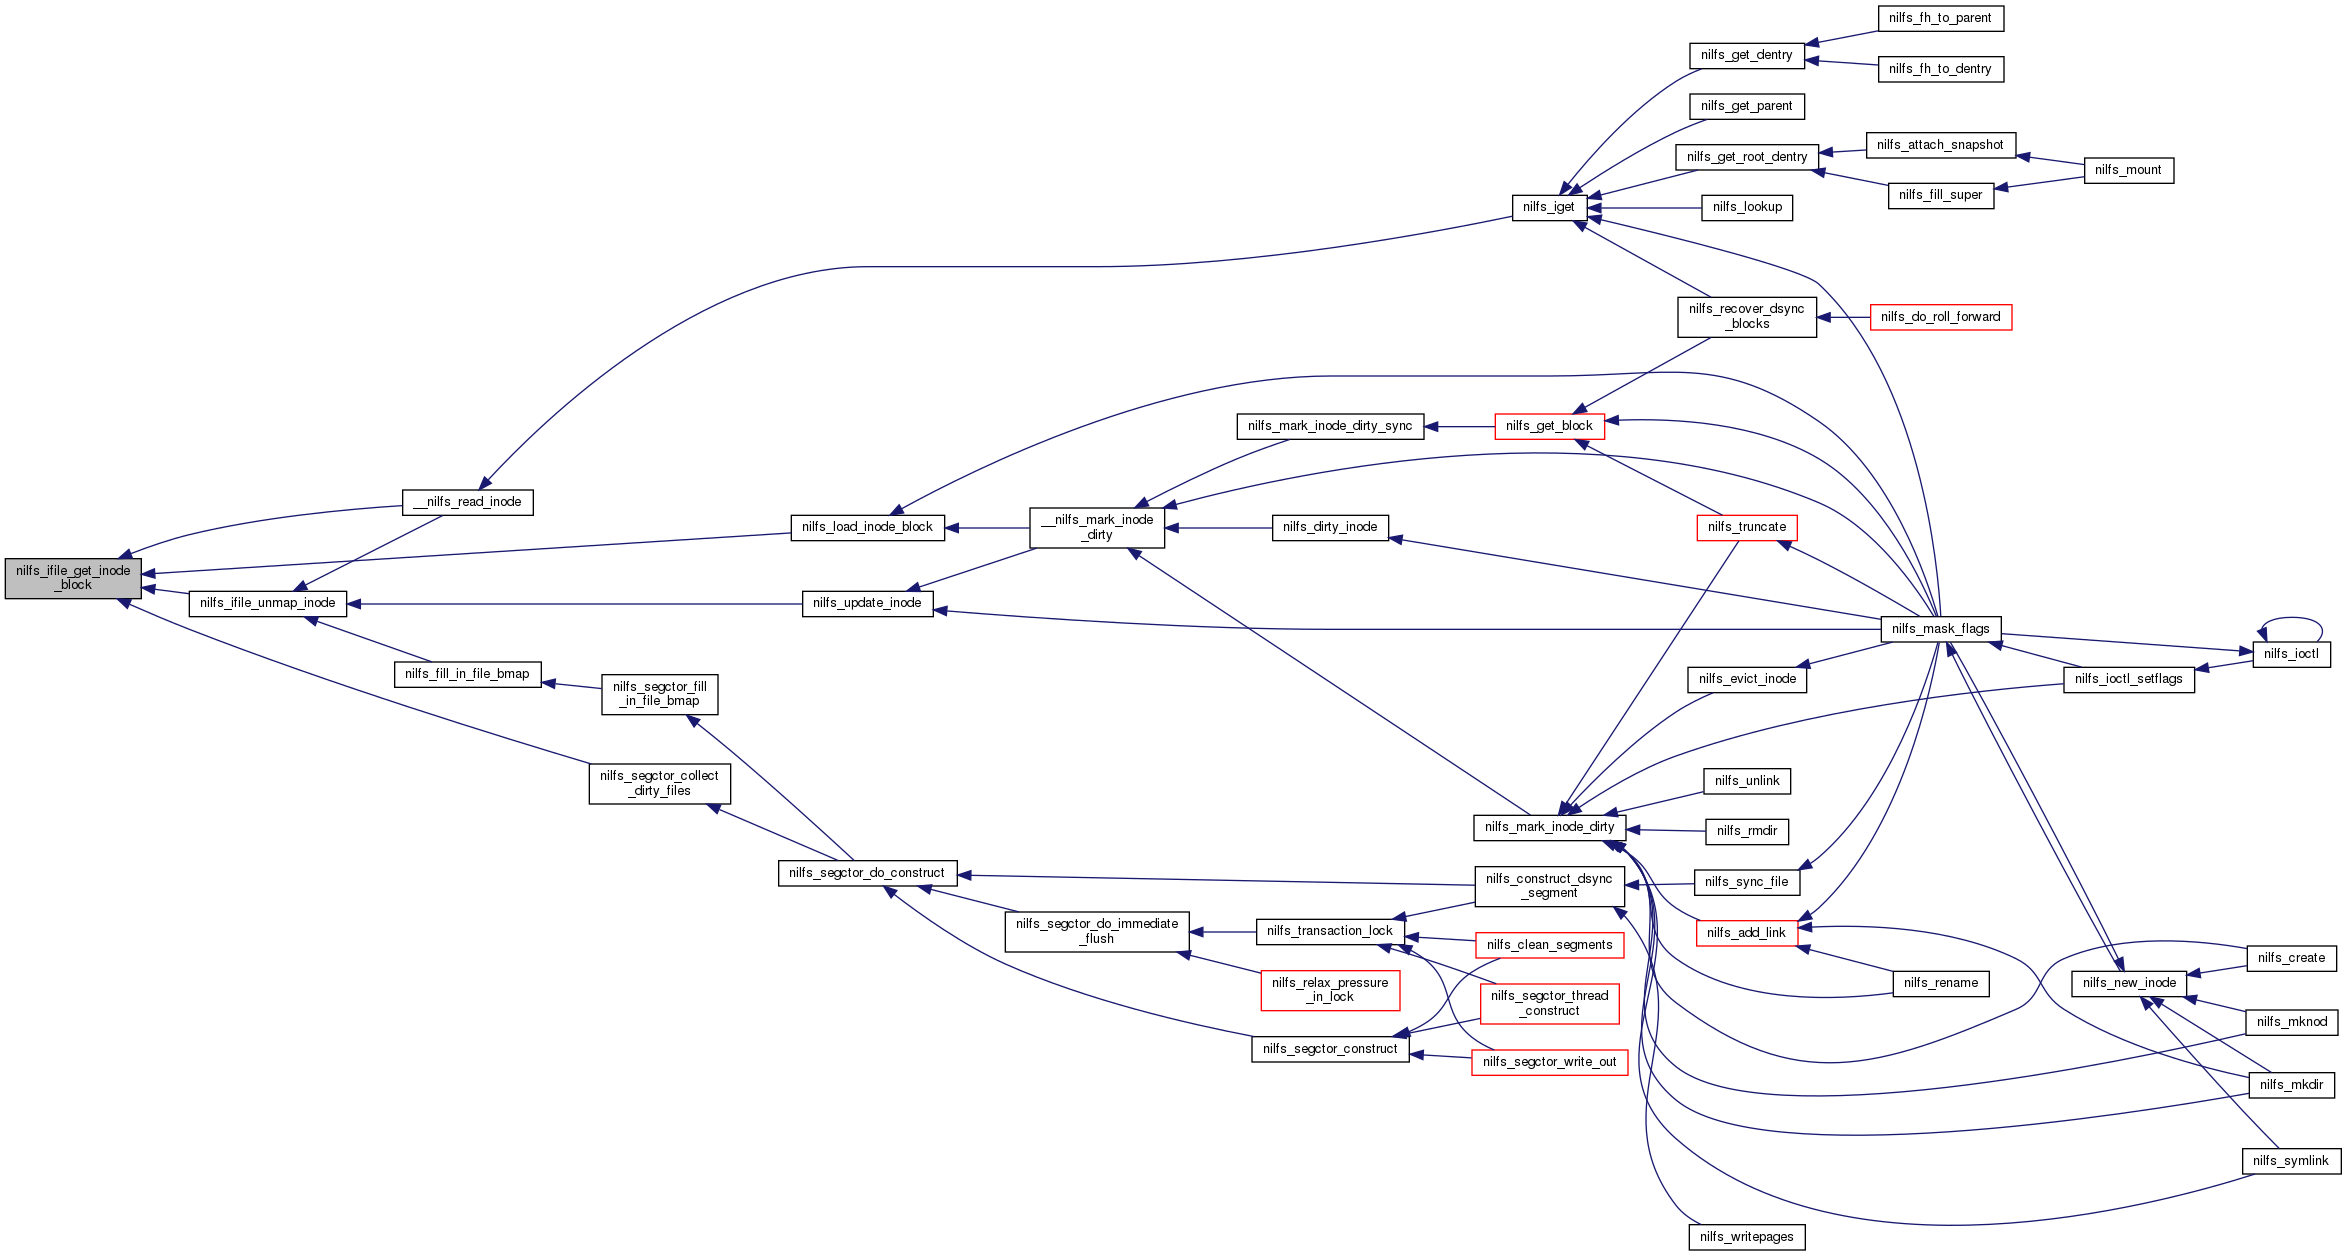 nilfs_fh_to_parent
nilfs_get_dentry
nilfs_fh_to_dentry
nilfs_get_parent
nilfs_attach_snapshot
nilfs_get_root_dentry
nilfs_mount
nilfs_fill_super
nilfs_iget
nilfs_lookup
nilfs_recover_dsync
_blocks
nilfs_do_roll_forward
nilfs_mark_inode_dirty_sync
nilfs_get_block
__nilfs_read_inode
nilfs_load_inode_block
__nilfs_mark_inode
_dirty
nilfs_dirty_inode
nilfs_truncate
nilfs_ifile_get_inode
_block
nilfs_ifile_unmap_inode
nilfs_update_inode
nilfs_mask_flags
nilfs_ioctl
nilfs_fill_in_file_bmap
nilfs_evict_inode
nilfs_ioctl_setflags
nilfs_segctor_fill
_in_file_bmap
nilfs_segctor_collect
_dirty_files
nilfs_unlink
nilfs_mark_inode_dirty
nilfs_rmdir
nilfs_segctor_do_construct
nilfs_construct_dsync
_segment
nilfs_sync_file
nilfs_segctor_do_immediate
_flush
nilfs_transaction_lock
nilfs_clean_segments
nilfs_add_link
nilfs_create
nilfs_relax_pressure
_in_lock
nilfs_segctor_thread
_construct
nilfs_rename
nilfs_new_inode
nilfs_mknod
nilfs_segctor_construct
nilfs_segctor_write_out
nilfs_mkdir
nilfs_symlink
nilfs_writepages